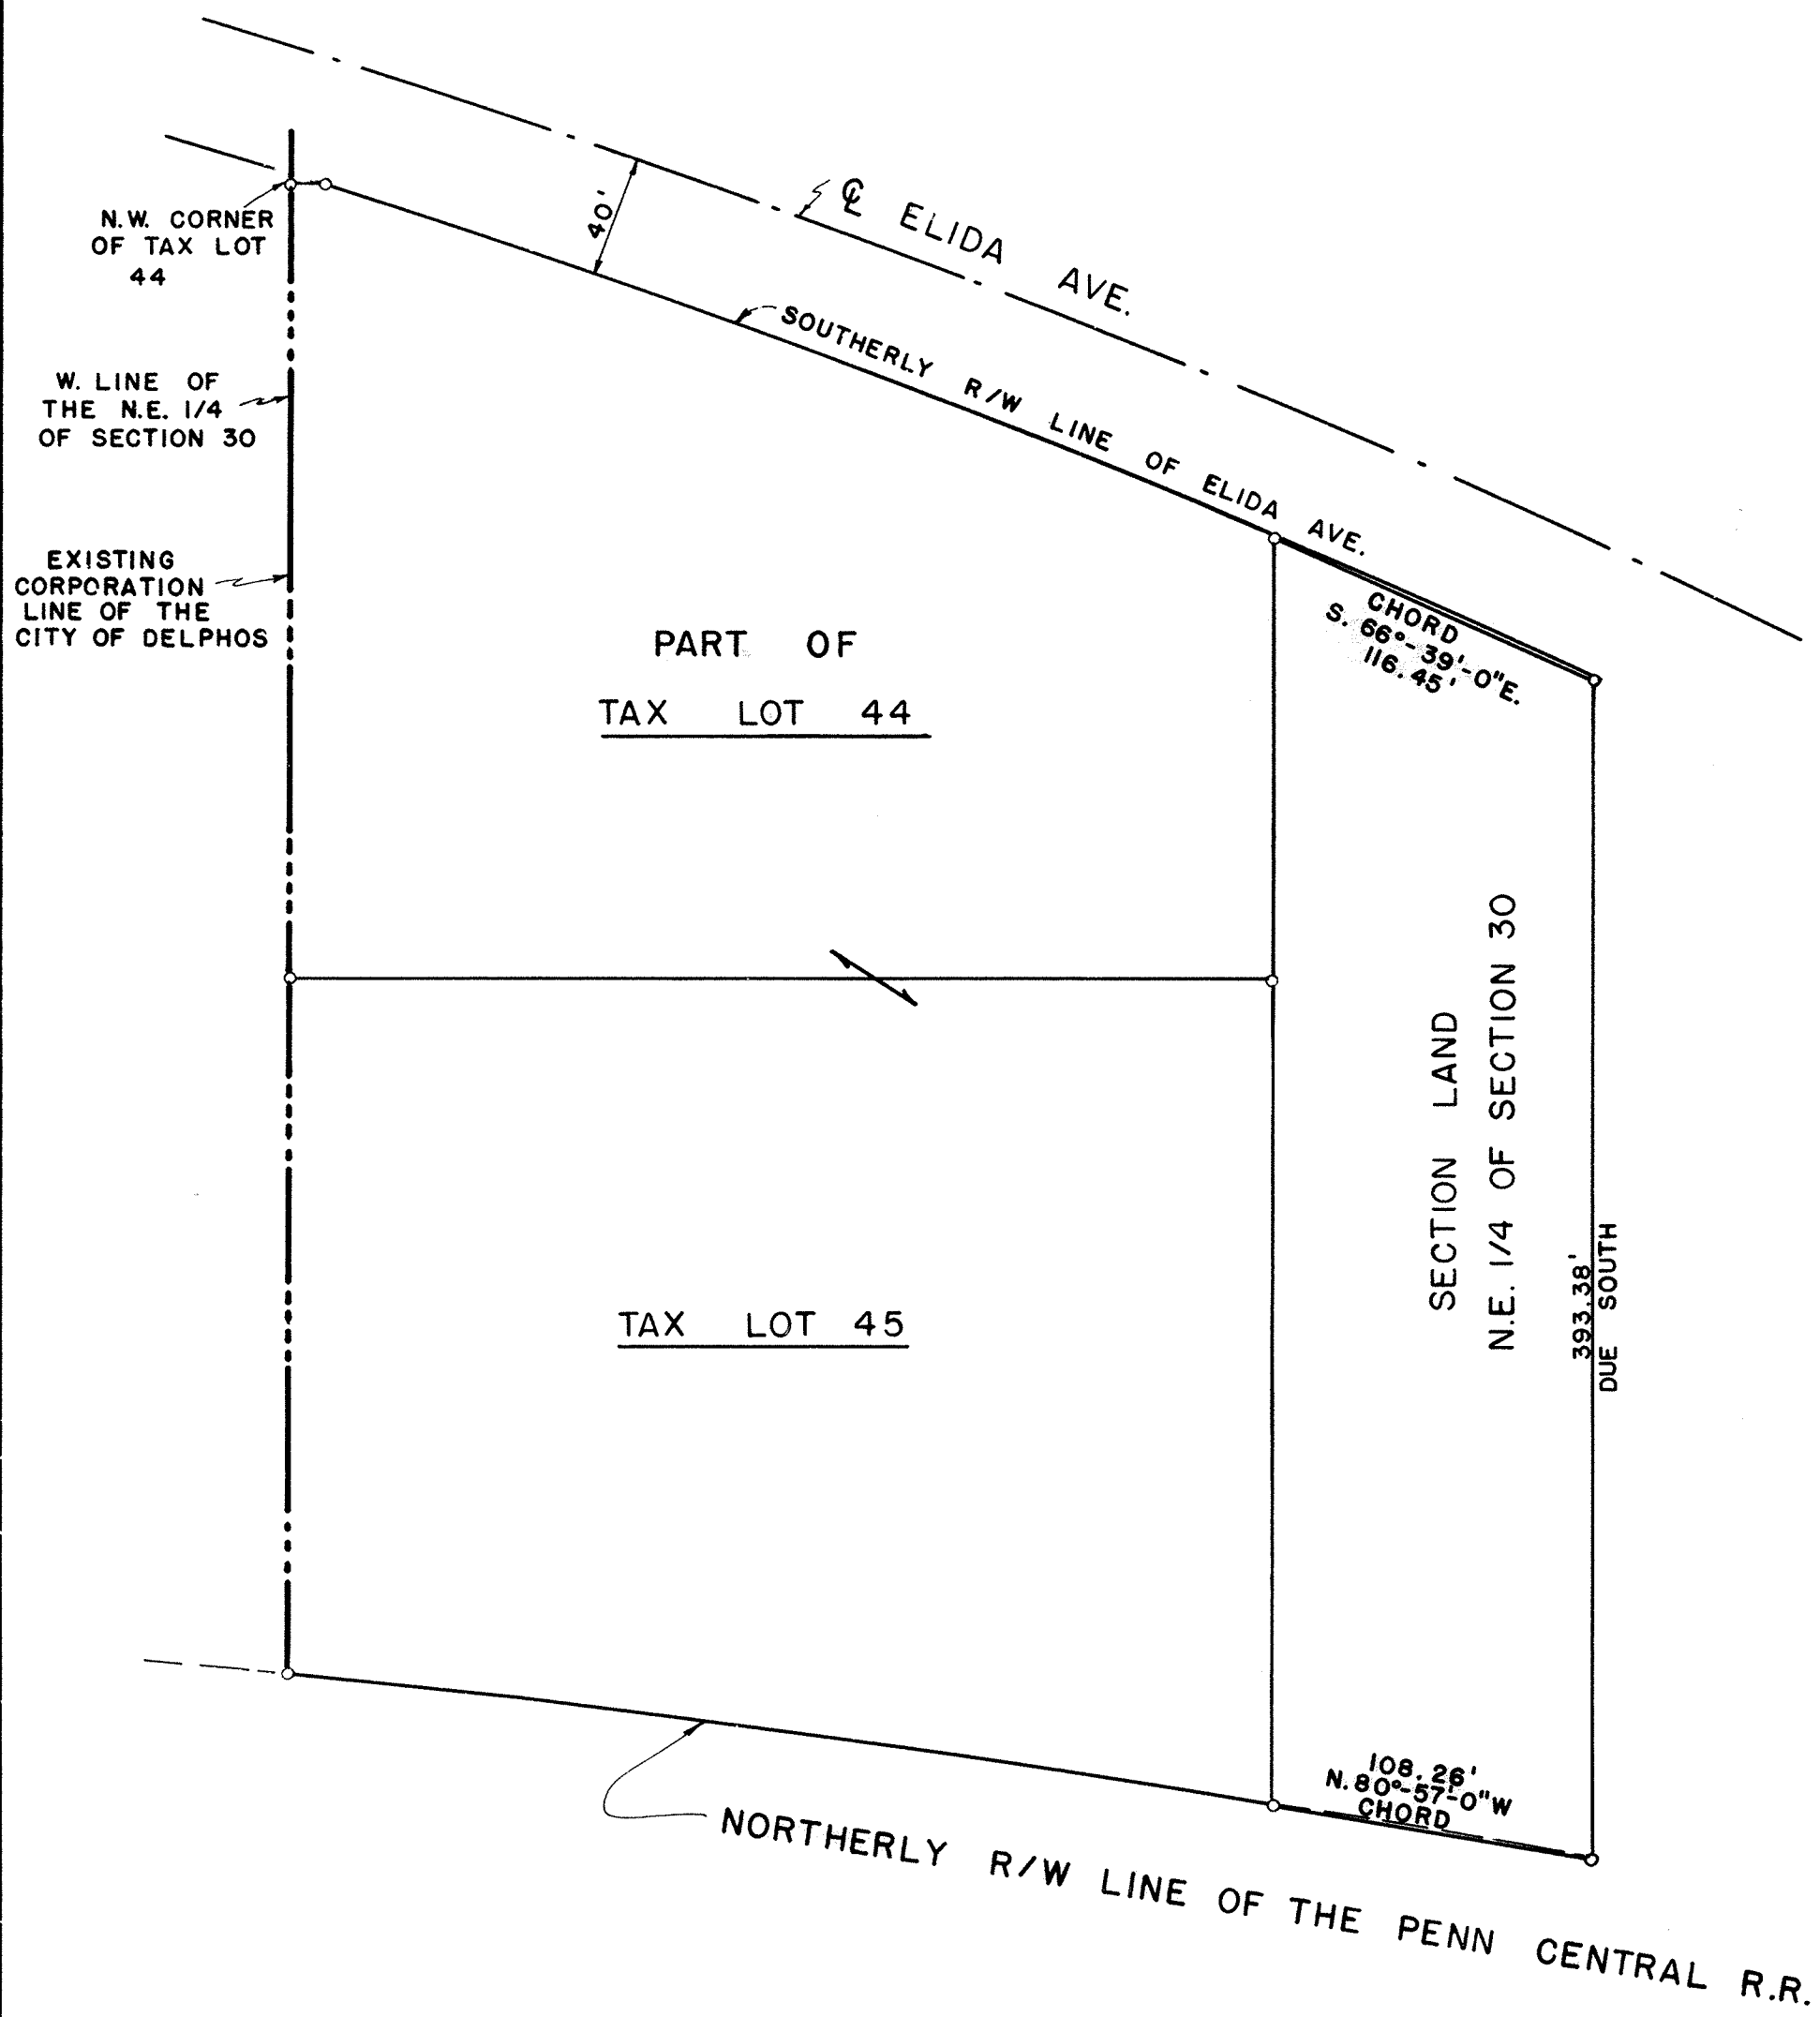 ℄ ELIDA AVE.
40'
N.W. CORNER
OF TAX LOT
44
SOUTHERLY R/W LINE OF ELIDA AVE.
W. LINE OF
THE N.E. 1/4
OF SECTION 30
EXISTING
CORPORATION
LINE OF THE
CITY OF DELPHOS
CHORD
S. 66°-39'-0"E.
116.45'
PART OF
TAX LOT 44
SECTION LAND
N.E. 1/4 OF SECTION 30
393.38'
DUE SOUTH
TAX LOT 45
108.26'
N. 80°-57'-0"W
CHORD
NORTHERLY R/W LINE OF THE PENN CENTRAL R.R.